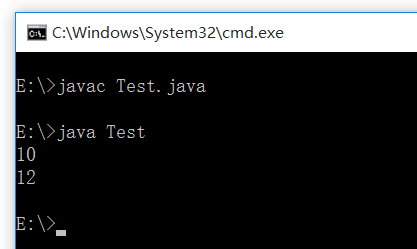 C:\Windows\System32\cmd.exe
E:\>javac Test.java
E:\>java Test
10
12
E:\>